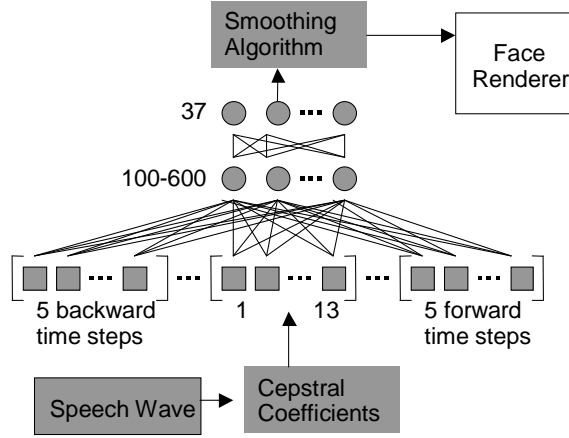 Smoothing
Algorithm
Face
Renderer
37
100-600
5 backward
time steps
1
13
5 forward
time steps
Speech Wave
Cepstral
Coefficients